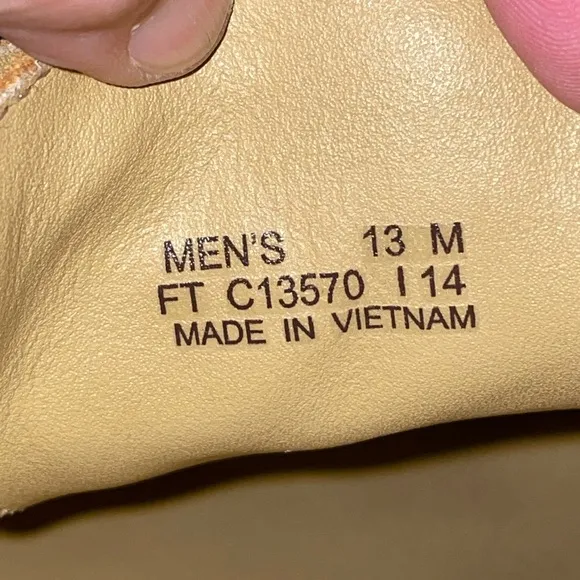 MEN'S 13 M
FT C13570 I 14
MADE IN VIETNAM